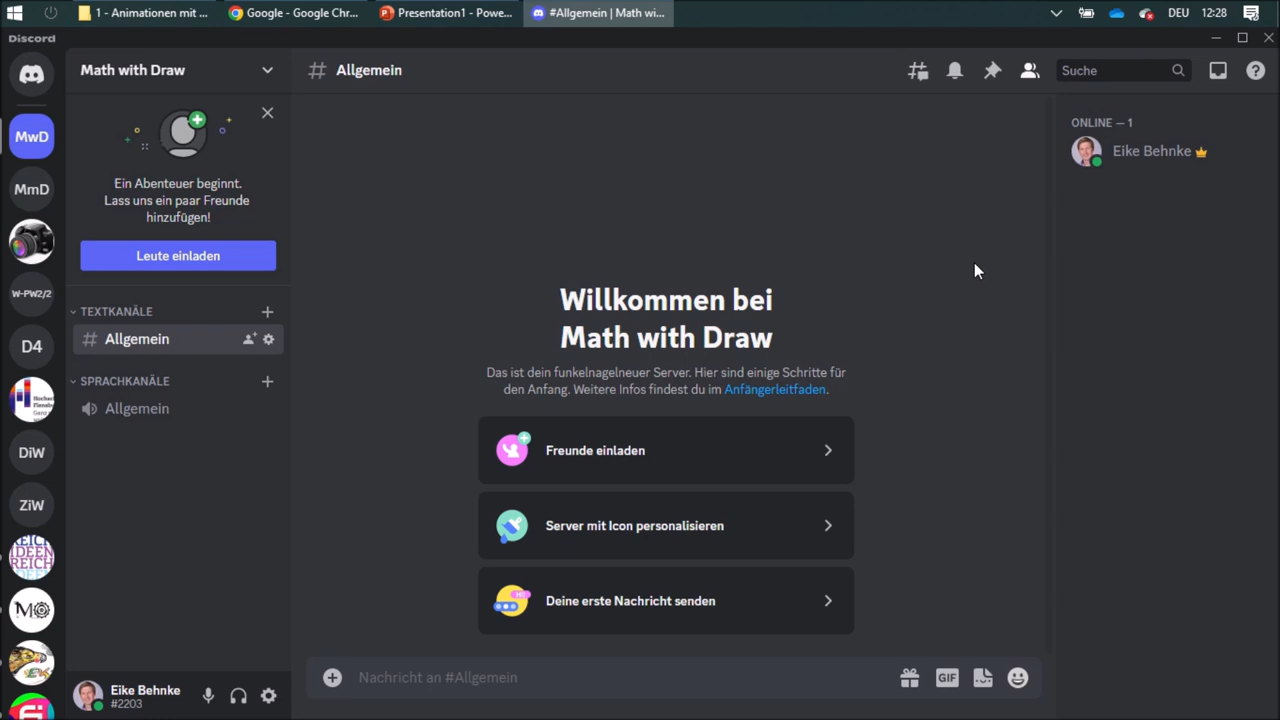 1 - Animationen mit ...
Google - Google Chr...
Presentation1 - Powe...
#Allgemein | Math wi...
DEU
12:28
Discord
Math with Draw
Allgemein
Suche
MwD
MmD
W-PW2/2
D4
DiW
ZiW
IDEEN
REICH
Ein Abenteuer beginnt.
Lass uns ein paar Freunde
hinzufügen!
Leute einladen
TEXTKANÄLE
Allgemein
SPRACHKANÄLE
Allgemein
Willkommen bei
Math with Draw
Das ist dein funkelnagelneuer Server. Hier sind einige Schritte für
den Anfang. Weitere Infos findest du im Anfängerleitfaden.
Freunde einladen
Server mit Icon personalisieren
Deine erste Nachricht senden
ONLINE — 1
Eike Behnke
Eike Behnke
#2203
Nachricht an #Allgemein
GIF